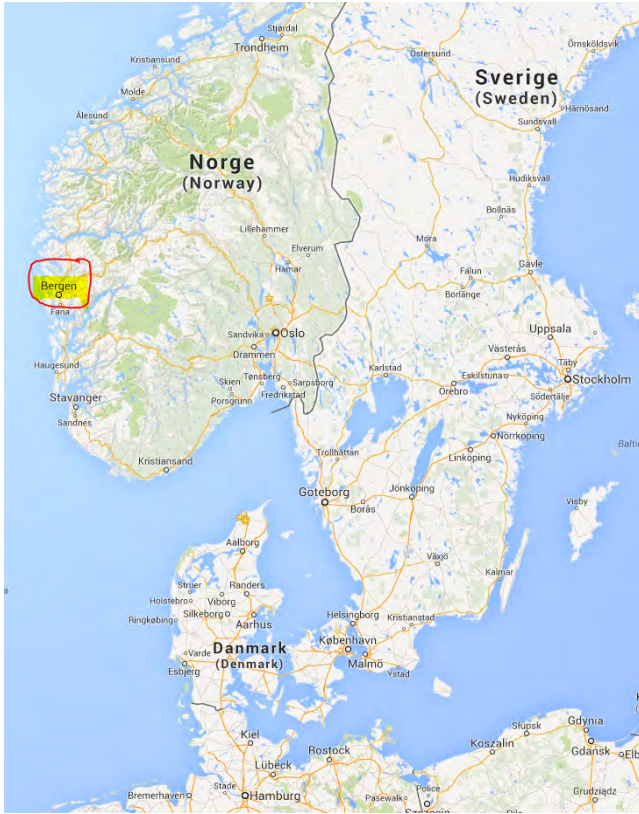 Stjørdal
Trondheim
Örnsköldsvik
Kristiansund
Östersund
Sverige
(Sweden)
Molde
Ålesund
Härnösand
Sundsvall
Norge
(Norway)
Hudiksvall
Bollnäs
Lillehammer
Elverum
Mora
Hamar
Falun
Gävle
Bergen
Borlänge
Fana
Uppsala
Sandvika
Oslo
Västerås
Drammen
Täby
Haugesund
Karlstad
Eskilstuna
Stockholm
Tønsberg
Skien
Sarpsborg
Örebro
Södertälje
Stavanger
Porsgrunn
Fredrikstad
Sandnes
Nyköping
Norrköping
Trollhättan
Linköping
Kristiansand
Göteborg
Jönköping
Borås
Visby
Aalborg
Växjö
Kalmar
Struer
Randers
Holstebro
Viborg
Silkeborg
Aarhus
Ringkøbing
Helsingborg
Kristianstad
Danmark
(Denmark)
København
Varde
Malmö
Esbjerg
Ystad
Kiel
Słupsk
Gdynia
Rostock
Koszalin
Gdańsk
Lübeck
Stade
Bremerhaven
Hamburg
Pasewalk
Police
Grudziądz